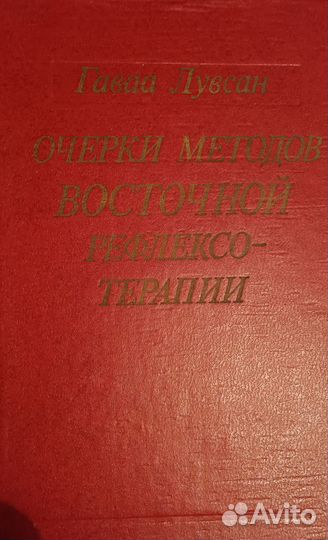 Гаваа Лувсан
ОЧЕРКИ МЕТОДОВ
ВОСТОЧНОЙ
РЕФЛЕКСО-
ТЕРАПИИ
Avito